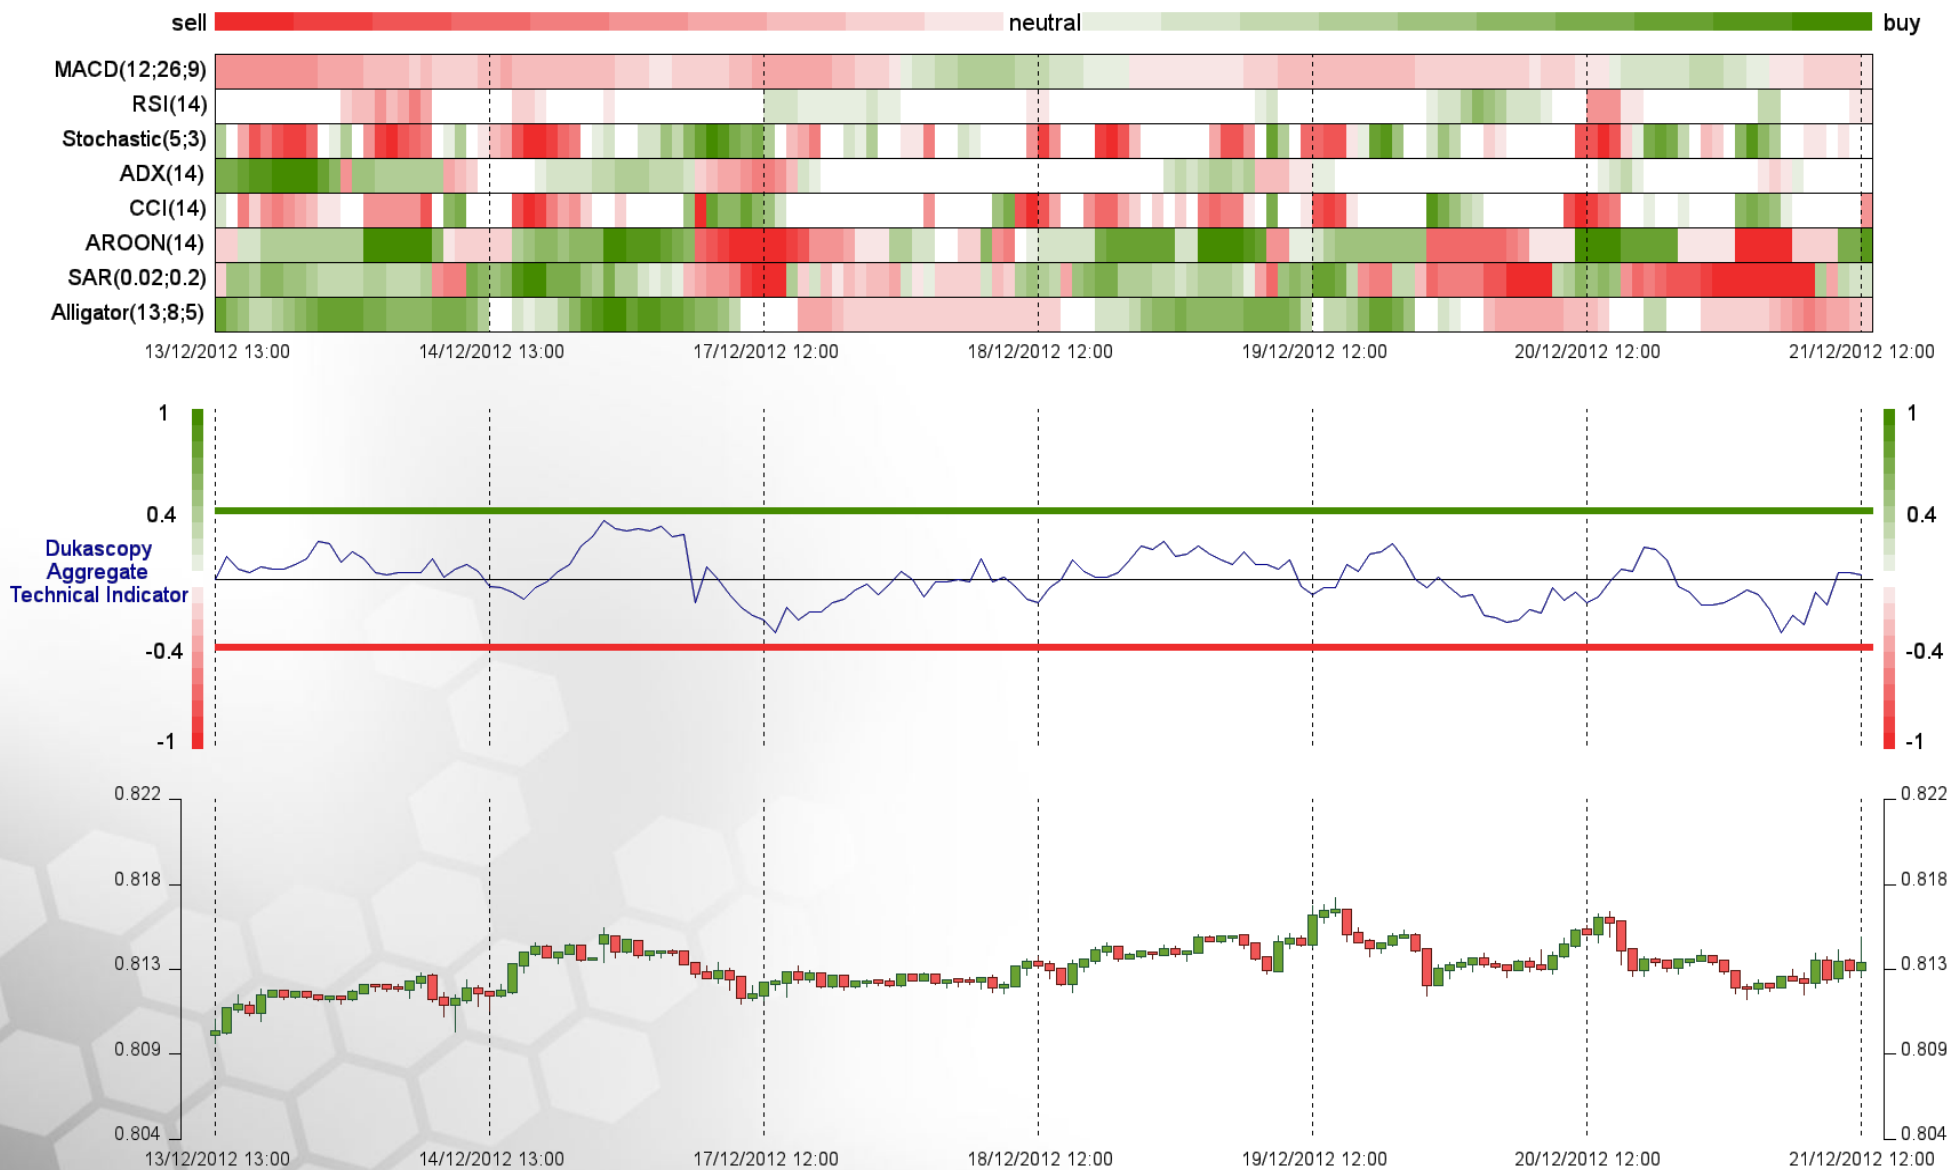 sell neutral buy
MACD(12;26;9)
RSI(14)
Stochastic(5;3)
ADX(14)
CCI(14)
AROON(14)
SAR(0.02;0.2)
Alligator(13;8;5)
13/12/2012 13:00 14/12/2012 13:00 17/12/2012 12:00 18/12/2012 12:00 19/12/2012 12:00 20/12/2012 12:00 21/12/2012 12:00
1 1
0.4 0.4
Dukascopy
Aggregate
Technical Indicator
-0.4 -0.4
-1 -1
0.822 0.822
0.818 0.818
0.813 0.813
0.809 0.809
0.804 0.804
13/12/2012 13:00 14/12/2012 13:00 17/12/2012 12:00 18/12/2012 12:00 19/12/2012 12:00 20/12/2012 12:00 21/12/2012 12:00